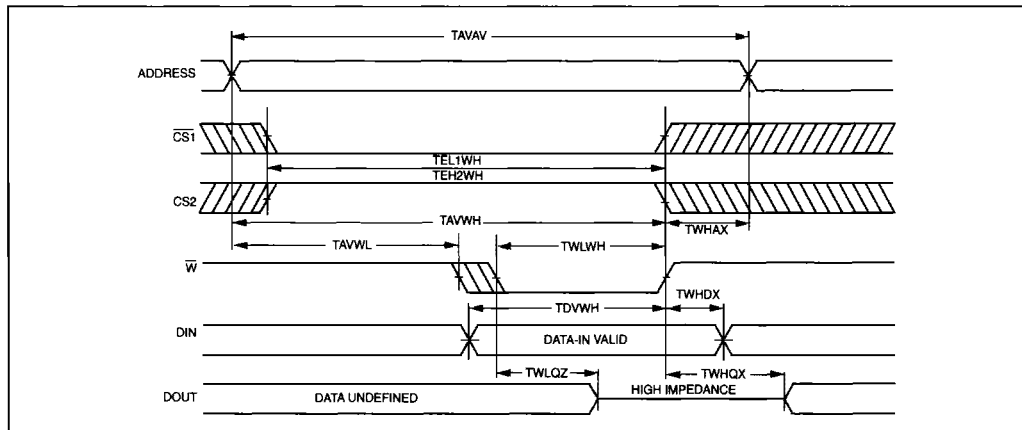 TAVAV
ADDRESS
CS1
TEL1WH
TEH2WH
CS2
TAVWH
TWHAX
TAVWL
TWLWH
W
TDVWH
TWHDX
DIN
DATA-IN VALID
TWLQZ
TWHQX
HIGH IMPEDANCE
DOUT
DATA UNDEFINED